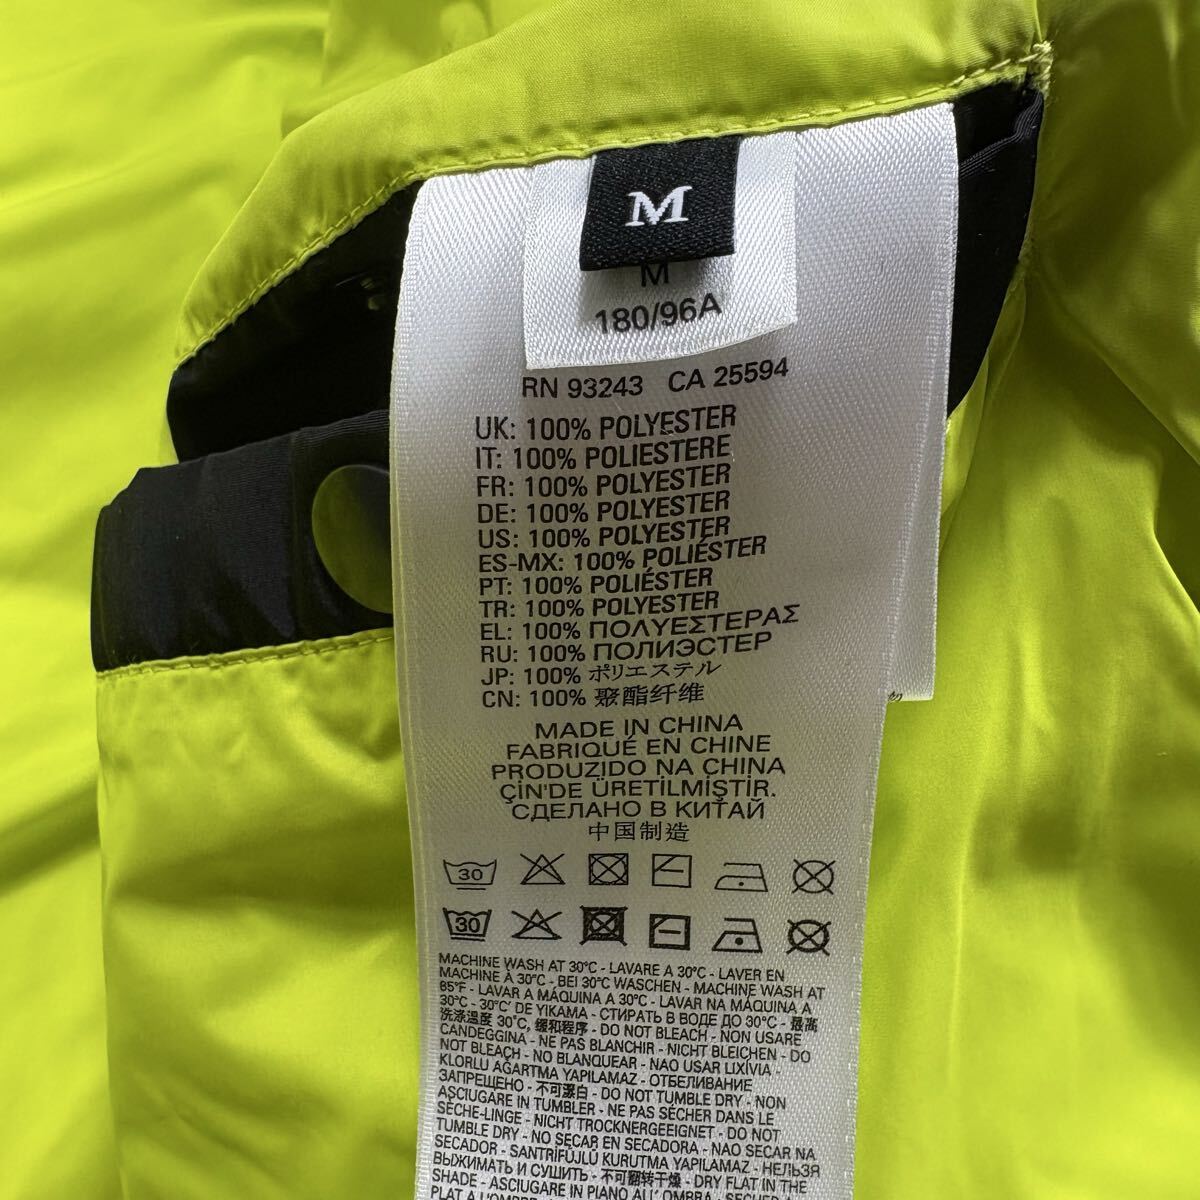 M
M
180/96A
RN 93243 CA 25594
UK: 100% POLYESTER
IT: 100% POLIESTERE
FR: 100% POLYESTER
DE: 100% POLYESTER
US: 100% POLYESTER
ES-MX: 100% POLIÉSTER
PT: 100% POLIÉSTER
TR: 100% POLYESTER
EL: 100% ΠΟΛΥΕΣΤΕΡΑΣ
RU: 100% ПОЛИЭСТЕР
JP: 100% ポリエステル
CN: 100% 聚酯纤维
MADE IN CHINA
FABRIQUÉ EN CHINE
PRODUZIDO NA CHINA
ÇİN'DE ÜRETİLMİŞTİR.
СДЕЛАНО В КИТАЙ
中国制造
30
30
MACHINE WASH AT 30°C - LAVARE A 30°C - LAVER EN
MACHINE À 30°C - BEI 30°C WASCHEN - MACHINE WASH AT
85°F - LAVAR A MÁQUINA A 30°C - LAVAR NA MÁQUINA A
30°C - 30°C' DE YIKAMA - СТИРАТЬ В ВОДЕ ДО 30°C - 最高
洗涤温度 30°C, 缓和程序 - DO NOT BLEACH - NON USARE
CANDEGGINA - NE PAS BLANCHIR - NICHT BLEICHEN - DO
NOT BLEACH - NO BLANQUEAR - NAO USAR LIXÍVIA -
KLORLU AĞARTMA YAPILAMAZ - ОТБЕЛИВАНИЕ
ЗАПРЕЩЕНО - 不可漂白 - DO NOT TUMBLE DRY - NON
ASCIUGARE IN TUMBLER - NE PAS SÉCHER DANS LE
SÈCHE-LINGE - NICHT TROCKNERGEEIGNET - DO NOT
TUMBLE DRY - NO SECAR EN SECADORA - NAO SECAR NA
SECADOR - SANTRİFÜJLÜ KURUTMA YAPILAMAZ - НЕЛЬЗЯ
ВЫЖИМАТЬ И СУШИТЬ - 不可翻转干燥 - DRY FLAT IN THE
SHADE - ASCIUGARE IN PIANO ALL'OMBRA - SÉCHER
PLAT A L'OMBRE